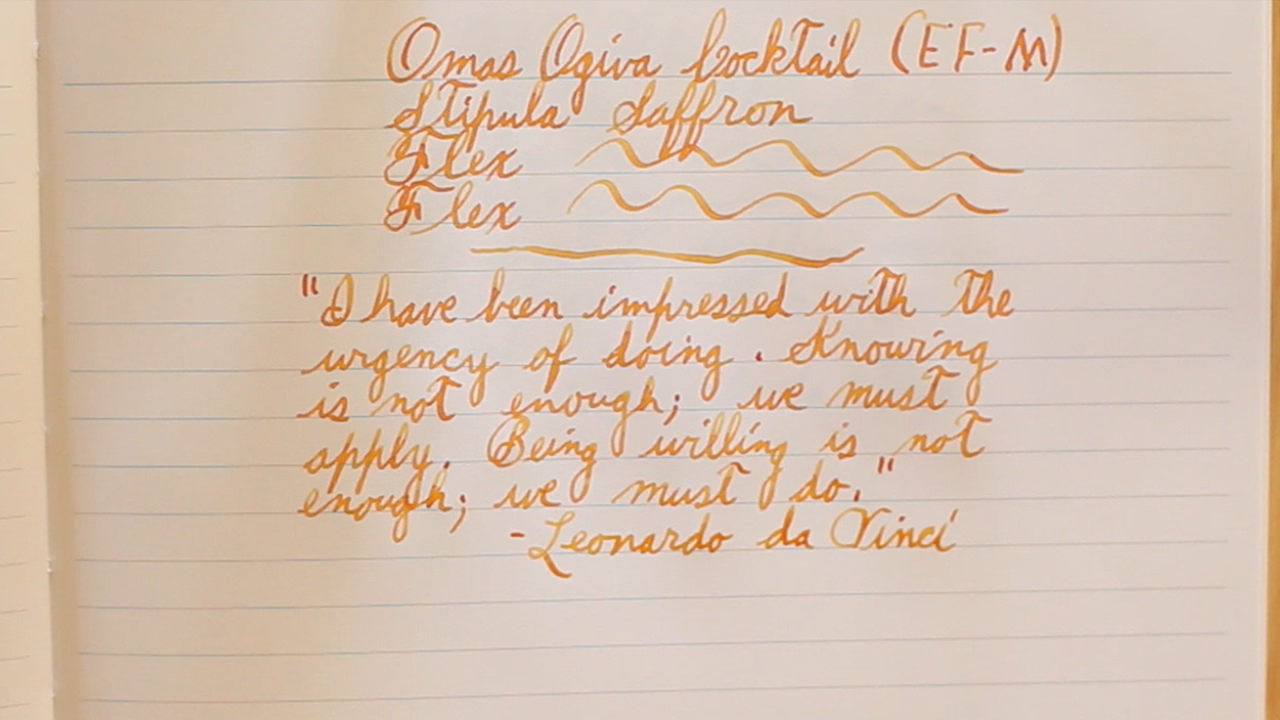 Omas Ogiva Cocktail (EF-M)
Stipula Saffron
Flex
Flex
"I have been impressed with the
urgency of doing. Knowing
is not enough; we must
apply. Being willing is not
enough; we must do."
-Leonardo da Vinci